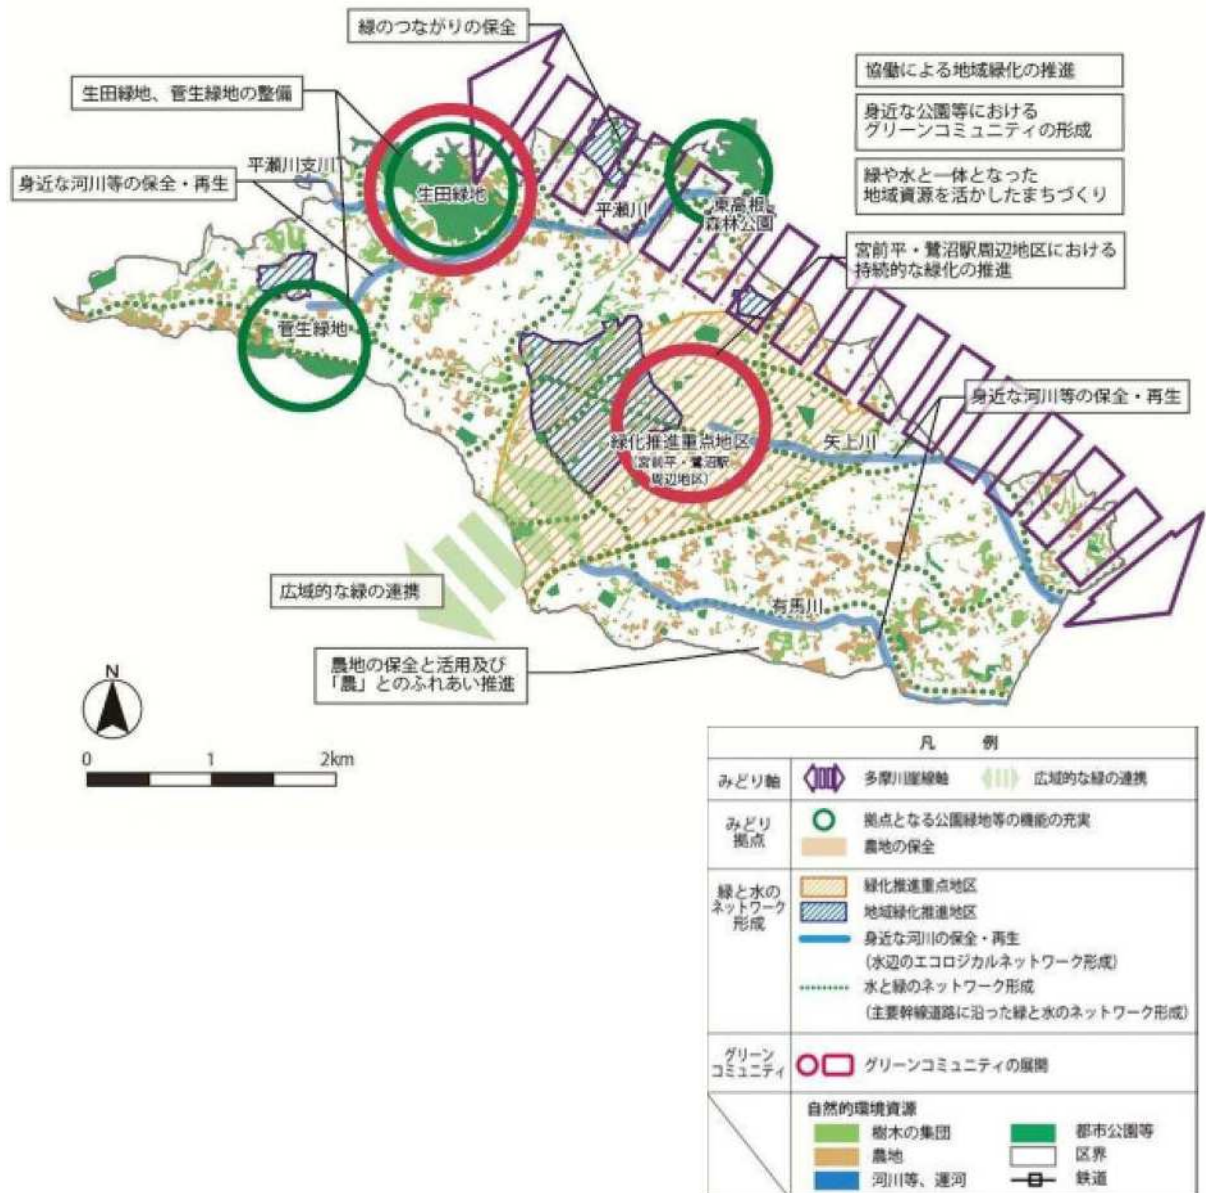 緑のつながりの保全
生田緑地、菅生緑地の整備
協働による地域緑化の推進
身近な公園等における
グリーンコミュニティの形成
緑や水と一体となった
地域資源を活かしたまちづくり
平瀬川支川
身近な河川等の保全・再生
生田緑地
平瀬川
東高根
森林公園
宮前平・鷺沼駅周辺地区における
持続的な緑化の推進
菅生緑地
身近な河川等の保全・再生
緑化推進重点地区
(宮前平・鷺沼駅
周辺地区)
矢上川
広域的な緑の連携
有馬川
農地の保全と活用及び
「農」とのふれあい推進
N
0 1 2km
凡 例
みどり軸
多摩川崖線軸
広域的な緑の連携
みどり
拠点
拠点となる公園緑地等の機能の充実
農地の保全
緑と水の
ネットワーク
形成
緑化推進重点地区
地域緑化推進地区
身近な河川の保全・再生
(水辺のエコロジカルネットワーク形成)
水と緑のネットワーク形成
(主要幹線道路に沿った緑と水のネットワーク形成)
グリーン
コミュニティ
グリーンコミュニティの展開
自然的環境資源
樹木の集団
都市公園等
農地
区界
河川等、運河
鉄道